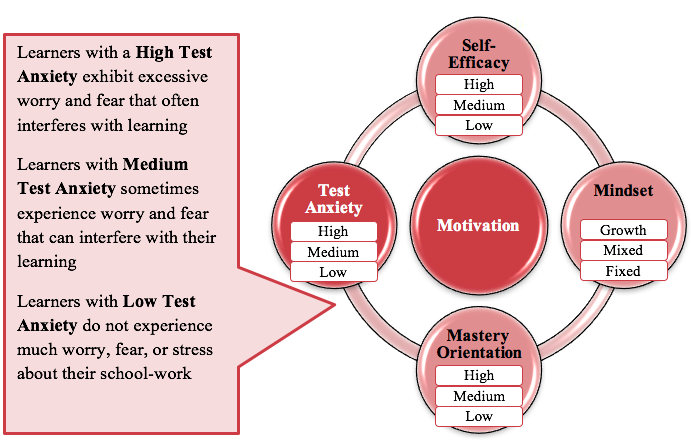 Learners with a High Test
Anxiety exhibit excessive
worry and fear that often
interferes with learning
Learners with Medium
Test Anxiety sometimes
experience worry and fear
that can interfere with their
learning
Learners with Low Test
Anxiety do not experience
much worry, fear, or stress
about their school-work
Self-
Efficacy
High
Medium
Low
Test
Anxiety
High
Medium
Low
Motivation
Mindset
Growth
Mixed
Fixed
Mastery
Orientation
High
Medium
Low